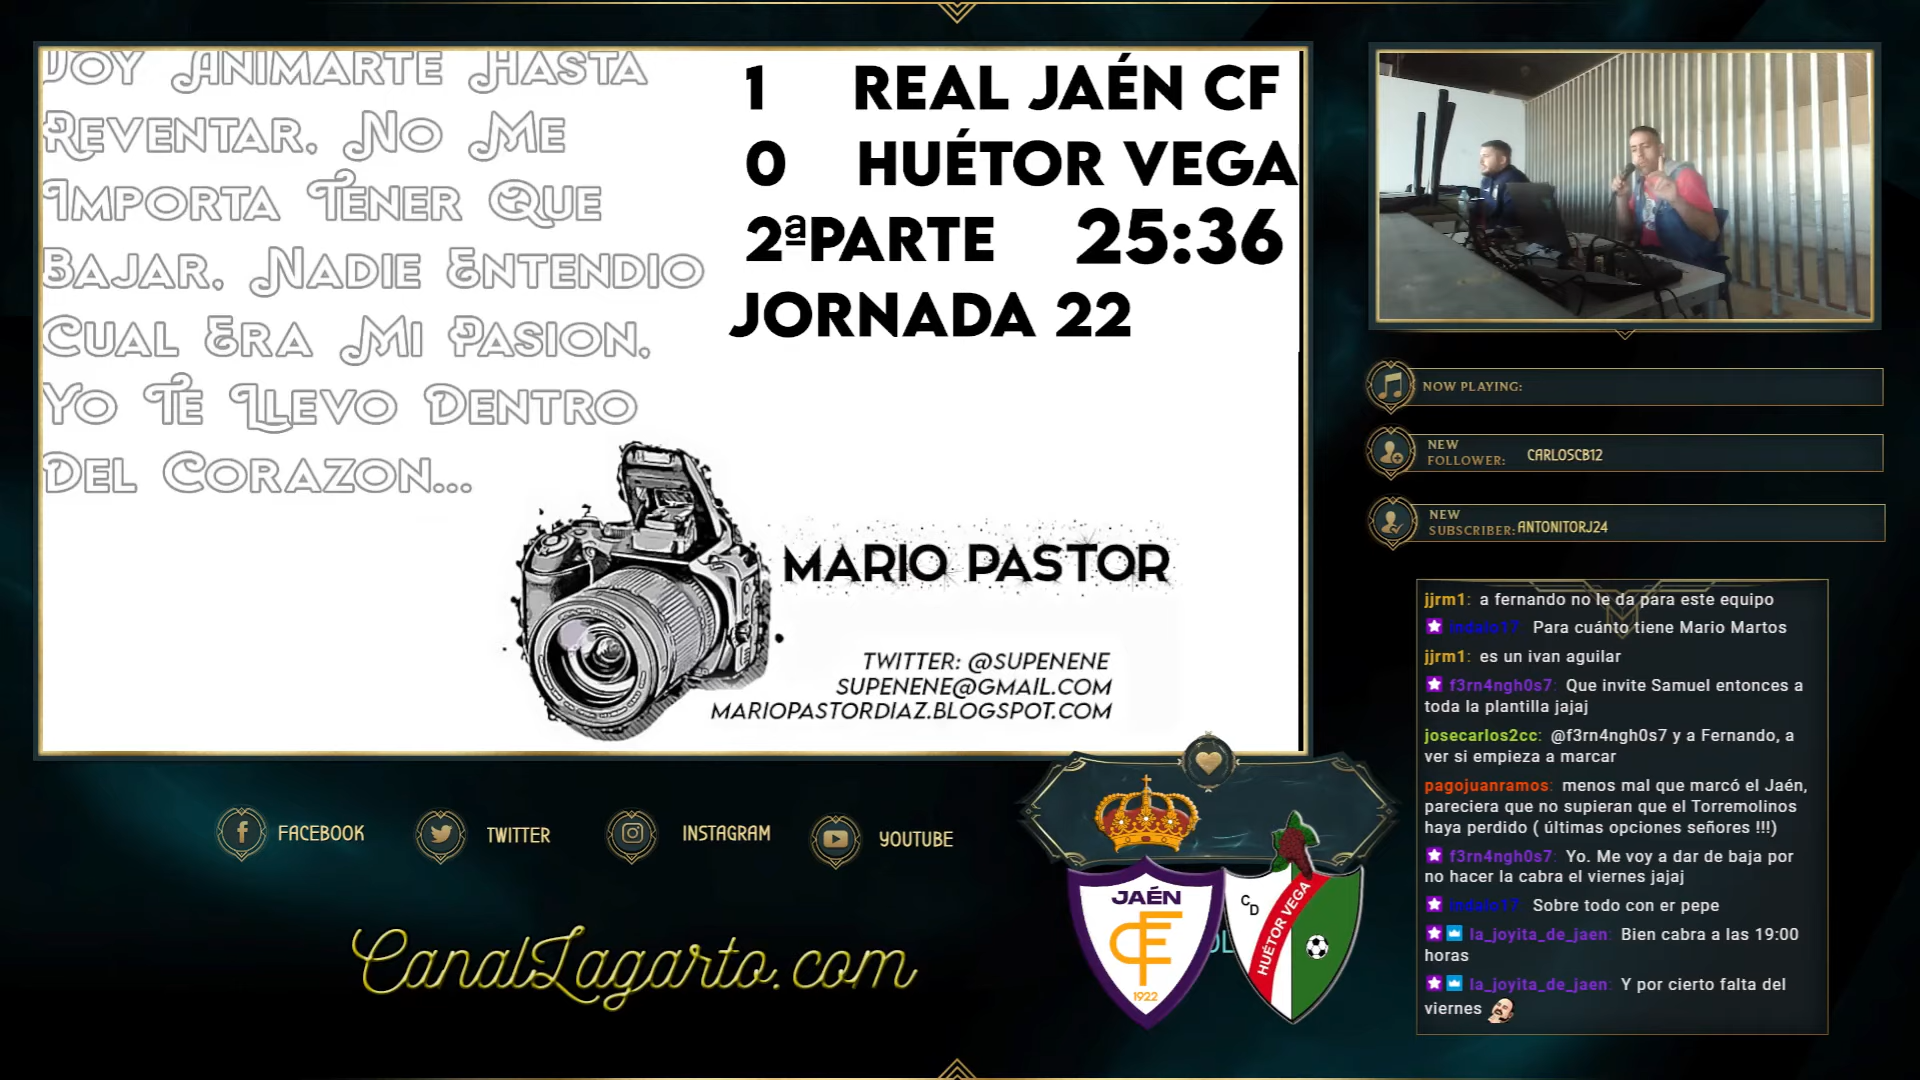 Voy Animarte Hasta
Reventar, No Me
Importa Tener Que
Bajar, Nadie Entendio
Cual Era Mi Pasion,
Yo Te Llevo Dentro
Del Corazon...
1 REAL JAÉN CF
0 HUÉTOR VEGA
2ªPARTE 25:36
JORNADA 22
MARIO PASTOR
TWITTER: @SUPENENE
SUPENENE@GMAIL.COM
MARIOPASTORDIAZ.BLOGSPOT.COM
NOW PLAYING:
NEW FOLLOWER: CARLOSCB12
NEW SUBSCRIBER: ANTONITORJ24
jjrm1: a fernando no le da para este equipo
indalo17: Para cuánto tiene Mario Martos
jjrm1: es un ivan aguilar
f3rn4ngh0s7: Que invite Samuel entonces a
toda la plantilla jajaj
josecarlos2cc: @f3rn4ngh0s7 y a Fernando, a
ver si empieza a marcar
pagojuanramos: menos mal que marcó el Jaén,
pareciera que no supieran que el Torremolinos
haya perdido ( últimas opciones señores !!!)
f3rn4ngh0s7: Yo. Me voy a dar de baja por
no hacer la cabra el viernes jajaj
indalo17: Sobre todo con er pepe
la_joyita_de_jaen: Bien cabra a las 19:00
horas
la_joyita_de_jaen: Y por cierto falta del
viernes
FACEBOOK
TWITTER
INSTAGRAM
YOUTUBE
CanalLagarto.com
JAÉN
CF
1922
CD
HUÉTOR VEGA